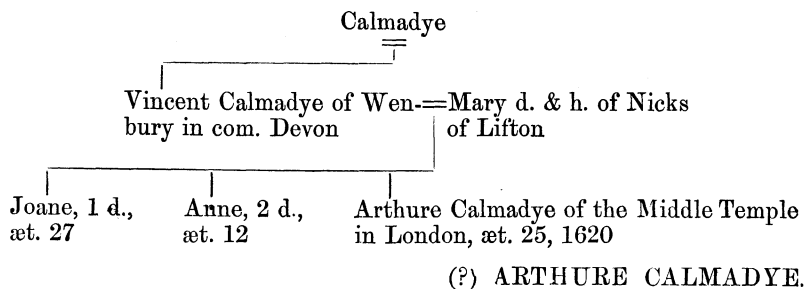 Calmadye
Vincent Calmadye of Wen-=Mary d. & h. of Nicks
bury in com. Devon of Lifton
Joane, 1 d., Anne, 2 d., Arthure Calmadye of the Middle Temple
æt. 27 æt. 12 in London, æt. 25, 1620
(?) ARTHURE CALMADYE.